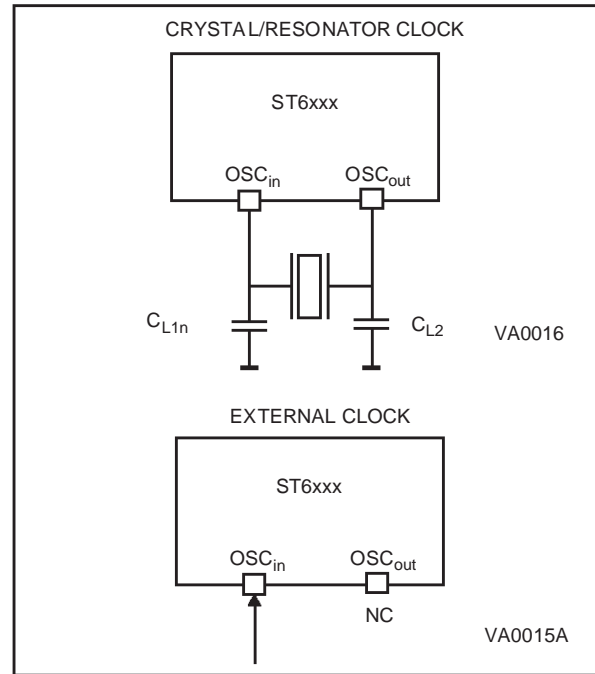 CRYSTAL/RESONATOR CLOCK
ST6xxx
OSCin OSCout
CL1n CL2
VA0016
EXTERNAL CLOCK
ST6xxx
OSCin OSCout
NC
VA0015A